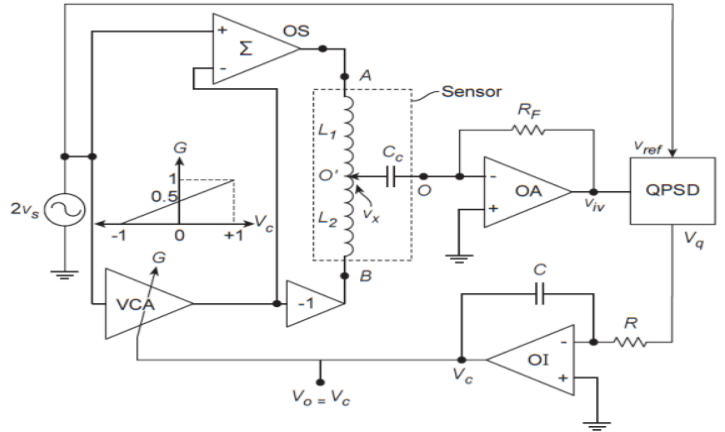 OS
+
Σ
-
A
Sensor
L1
Cc
O'
O
vx
L2
B
RF
-
OA
+
viv
vref
QPSD
Vq
2vs
G
1
0.5
Vc
-1
0
+1
G
VCA
-1
C
R
-
OI
+
Vc
Vo = Vc